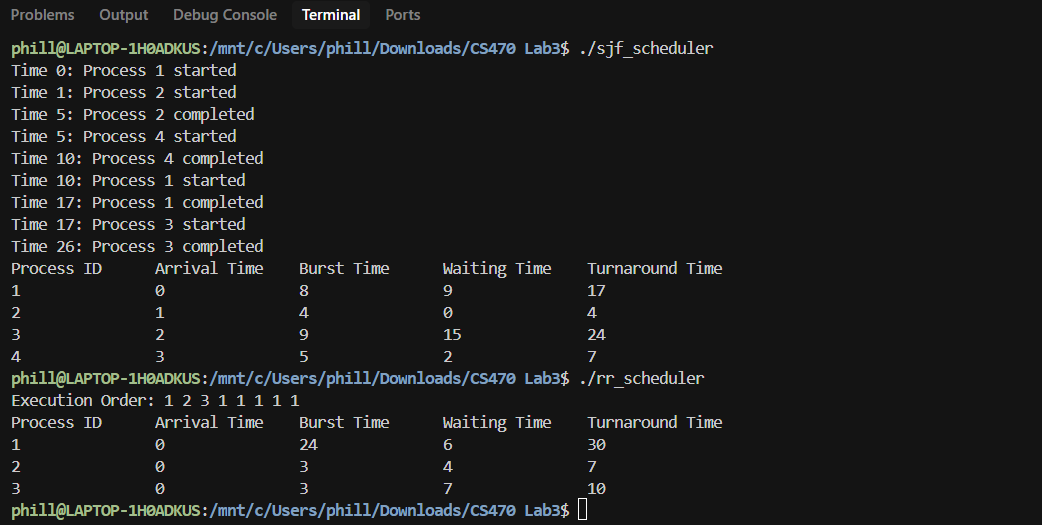 Problems Output Debug Console Terminal Ports
phill@LAPTOP-1H0ADKUS:/mnt/c/Users/phill/Downloads/CS470 Lab3$ ./sjf_scheduler
Time 0: Process 1 started
Time 1: Process 2 started
Time 5: Process 2 completed
Time 5: Process 4 started
Time 10: Process 4 completed
Time 10: Process 1 started
Time 17: Process 1 completed
Time 17: Process 3 started
Time 26: Process 3 completed
Process ID Arrival Time Burst Time Waiting Time Turnaround Time
1 0 8 9 17
2 1 4 0 4
3 2 9 15 24
4 3 5 2 7
phill@LAPTOP-1H0ADKUS:/mnt/c/Users/phill/Downloads/CS470 Lab3$ ./rr_scheduler
Execution Order: 1 2 3 1 1 1 1 1
Process ID Arrival Time Burst Time Waiting Time Turnaround Time
1 0 24 6 30
2 0 3 4 7
3 0 3 7 10
phill@LAPTOP-1H0ADKUS:/mnt/c/Users/phill/Downloads/CS470 Lab3$